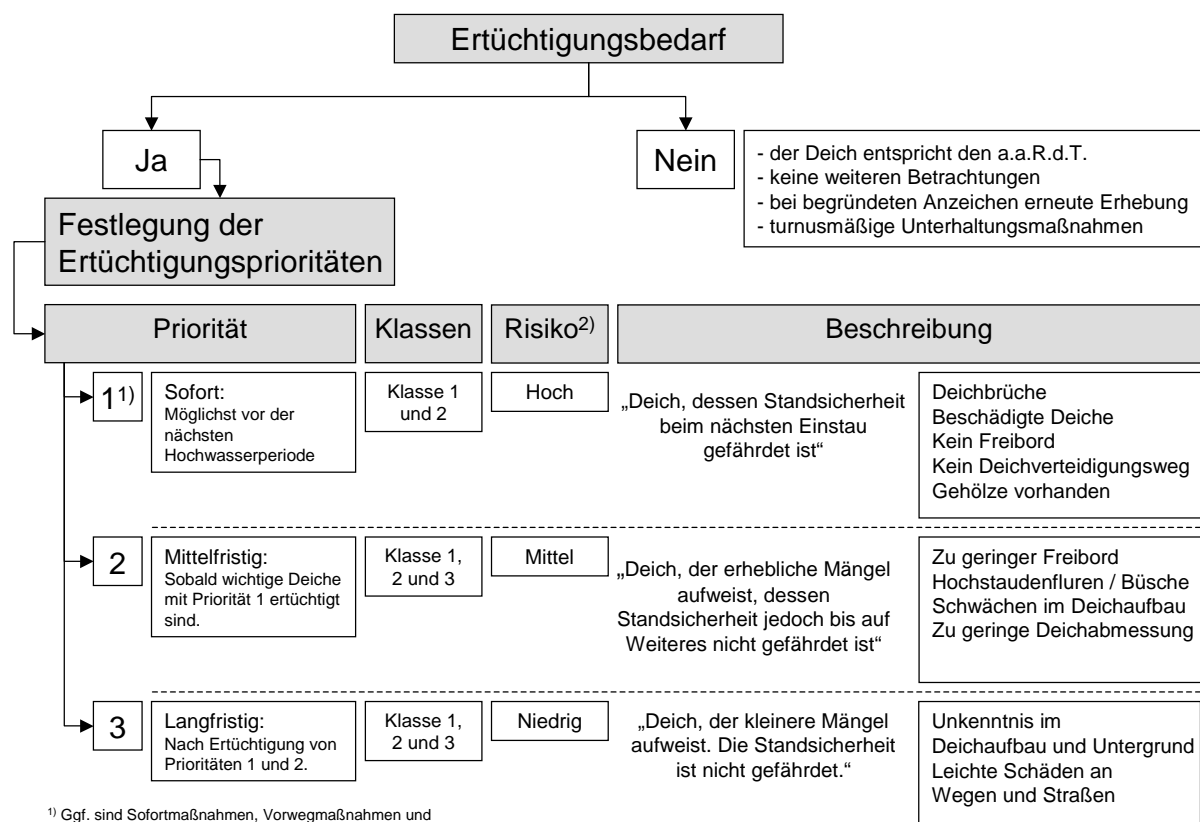 Ertüchtigungsbedarf
Ja
Nein
- der Deich entspricht den a.a.R.d.T.
- keine weiteren Betrachtungen
- bei begründeten Anzeichen erneute Erhebung
- turnusmäßige Unterhaltungsmaßnahmen
Festlegung der
Ertüchtigungsprioritäten
Priorität
Klassen
Risiko2)
Beschreibung
1 1)
Sofort:
Möglichst vor der
nächsten
Hochwasserperiode
Klasse 1
und 2
Hoch
„Deich, dessen Standsicherheit
beim nächsten Einstau
gefährdet ist“
Deichbrüche
Beschädigte Deiche
Kein Freibord
Kein Deichverteidigungsweg
Gehölze vorhanden
2
Mittelfristig:
Sobald wichtige Deiche
mit Priorität 1 ertüchtigt
sind.
Klasse 1,
2 und 3
Mittel
„Deich, der erhebliche Mängel
aufweist, dessen
Standsicherheit jedoch bis auf
Weiteres nicht gefährdet ist“
Zu geringer Freibord
Hochstaudenfluren / Büsche
Schwächen im Deichaufbau
Zu geringe Deichabmessung
3
Langfristig:
Nach Ertüchtigung von
Prioritäten 1 und 2.
Klasse 1,
2 und 3
Niedrig
„Deich, der kleinere Mängel
aufweist. Die Standsicherheit
ist nicht gefährdet.“
Unkenntnis im
Deichaufbau und Untergrund
Leichte Schäden an
Wegen und Straßen
1) Ggf. sind Sofortmaßnahmen, Vorwegmaßnahmen und